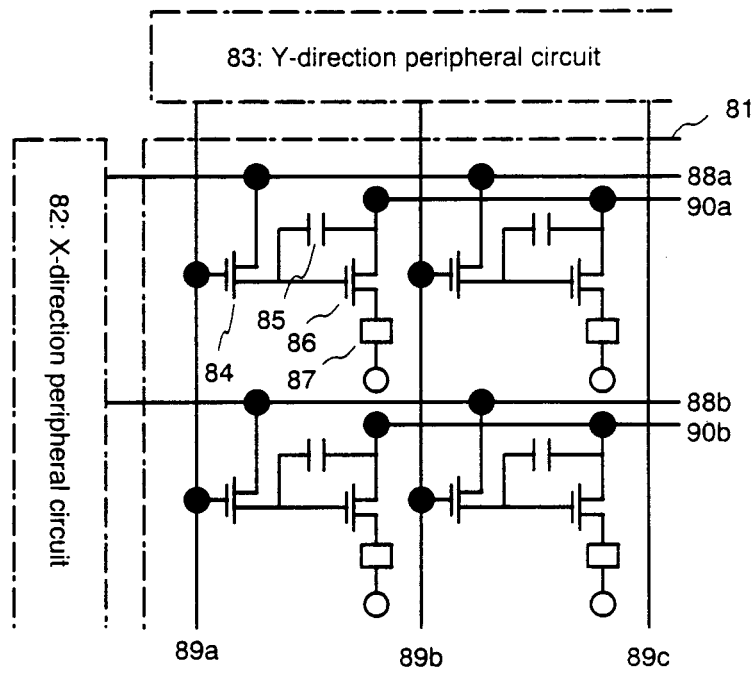 83: Y-direction peripheral circuit
81
82: X-direction peripheral circuit
88a
90a
85
86
84
87
88b
90b
89a
89b
89c